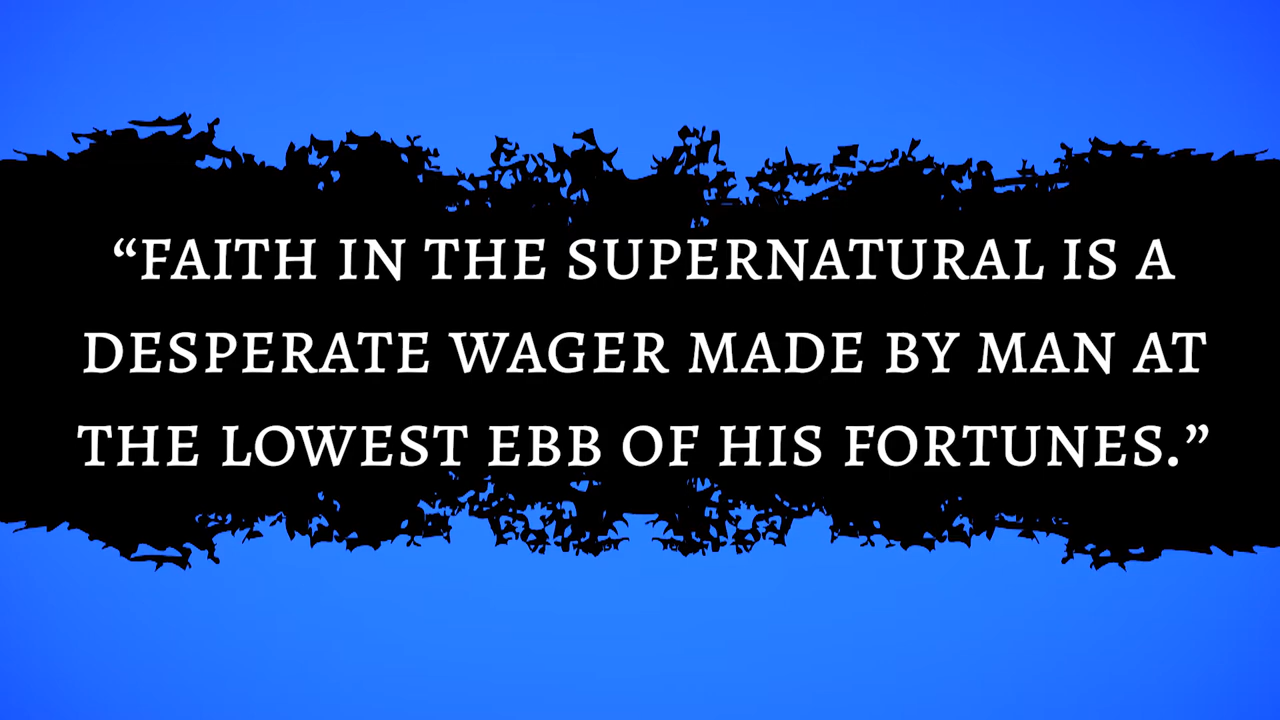 “FAITH IN THE SUPERNATURAL IS A
DESPERATE WAGER MADE BY MAN AT
THE LOWEST EBB OF HIS FORTUNES.”